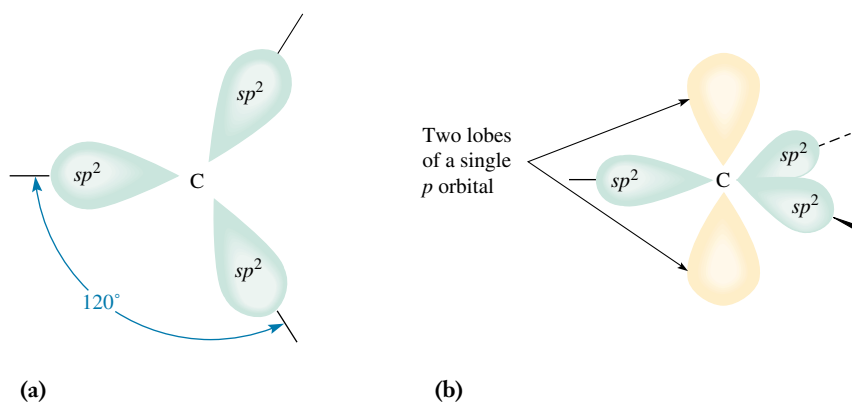 sp²
sp²
C
sp²
120°
(a)
Two lobes
of a single
p orbital
sp²
C
sp²
sp²
(b)